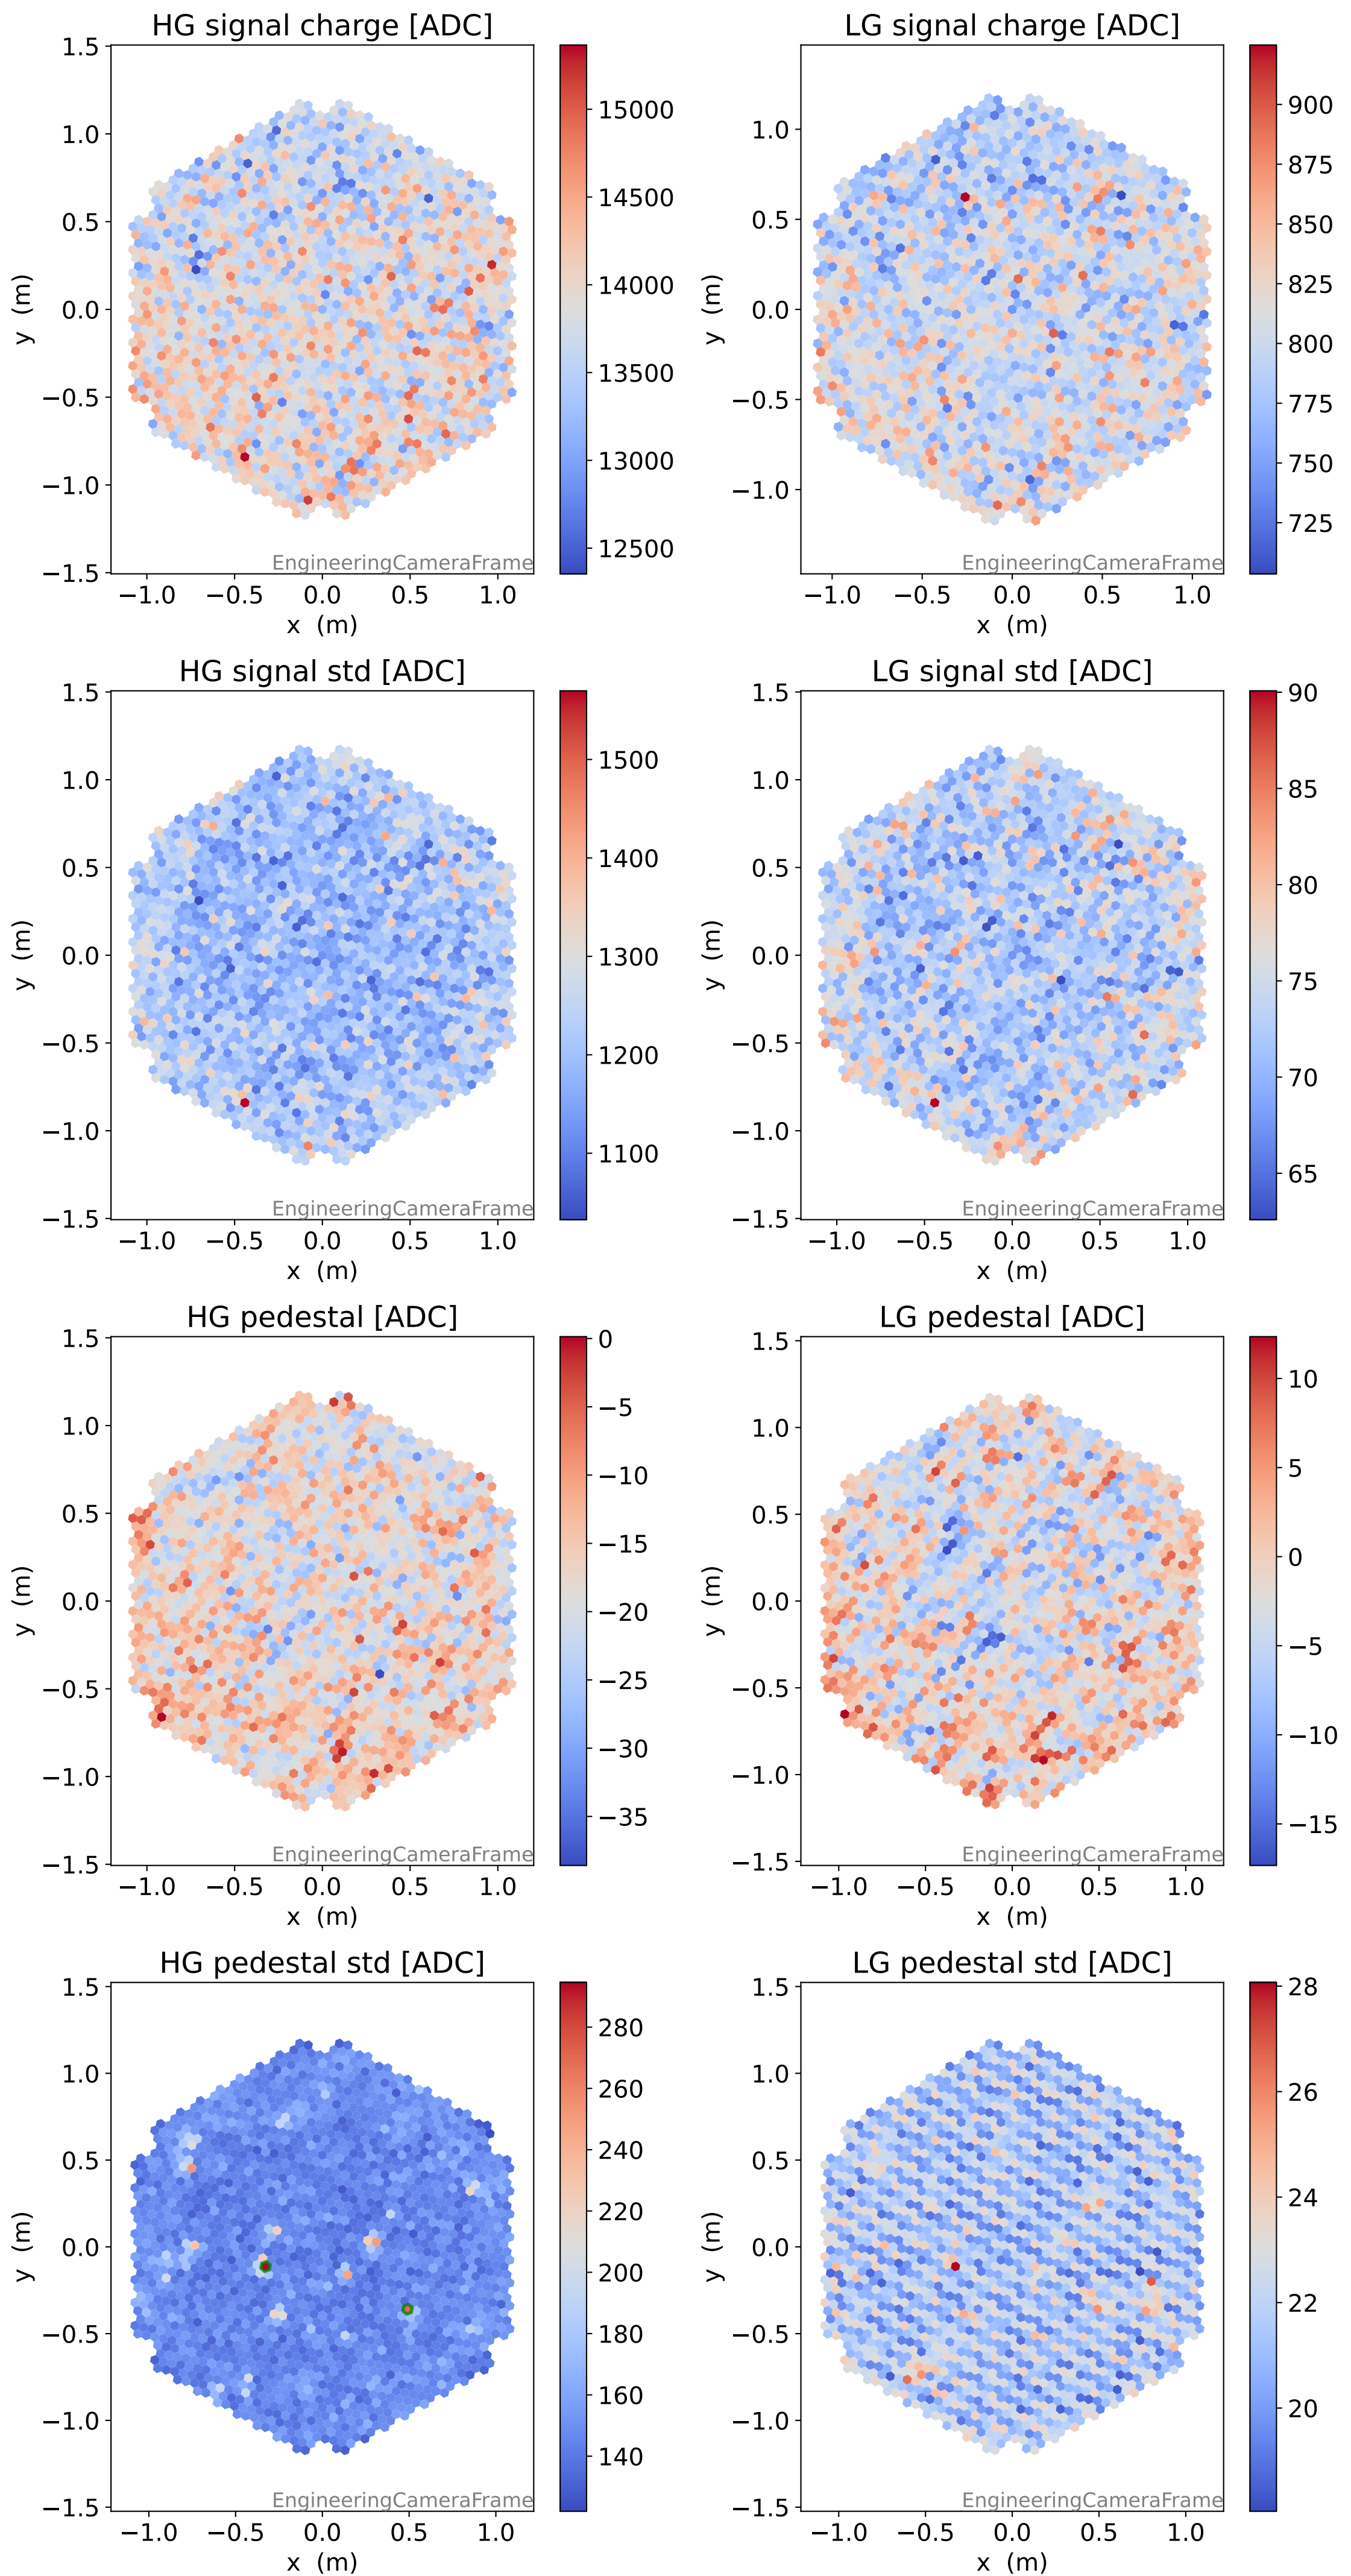 HG signal charge [ADC]
1.5
1.0
0.5
0.0
−0.5
−1.0
−1.5
y (m)
−1.0 −0.5 0.0 0.5 1.0
x (m)
EngineeringCameraFrame
15000
14500
14000
13500
13000
12500
LG signal charge [ADC]
1.0
0.5
0.0
−0.5
−1.0
y (m)
−1.0 −0.5 0.0 0.5 1.0
x (m)
EngineeringCameraFrame
900
875
850
825
800
775
750
725
HG signal std [ADC]
1.5
1.0
0.5
0.0
−0.5
−1.0
−1.5
y (m)
−1.0 −0.5 0.0 0.5 1.0
x (m)
EngineeringCameraFrame
1500
1400
1300
1200
1100
LG signal std [ADC]
1.5
1.0
0.5
0.0
−0.5
−1.0
−1.5
y (m)
−1.0 −0.5 0.0 0.5 1.0
x (m)
EngineeringCameraFrame
90
85
80
75
70
65
HG pedestal [ADC]
1.5
1.0
0.5
0.0
−0.5
−1.0
−1.5
y (m)
−1.0 −0.5 0.0 0.5 1.0
x (m)
EngineeringCameraFrame
0
−5
−10
−15
−20
−25
−30
−35
LG pedestal [ADC]
1.5
1.0
0.5
0.0
−0.5
−1.0
−1.5
y (m)
−1.0 −0.5 0.0 0.5 1.0
x (m)
EngineeringCameraFrame
10
5
0
−5
−10
−15
HG pedestal std [ADC]
1.5
1.0
0.5
0.0
−0.5
−1.0
−1.5
y (m)
−1.0 −0.5 0.0 0.5 1.0
x (m)
EngineeringCameraFrame
280
260
240
220
200
180
160
140
LG pedestal std [ADC]
1.5
1.0
0.5
0.0
−0.5
−1.0
−1.5
y (m)
−1.0 −0.5 0.0 0.5 1.0
x (m)
EngineeringCameraFrame
28
26
24
22
20